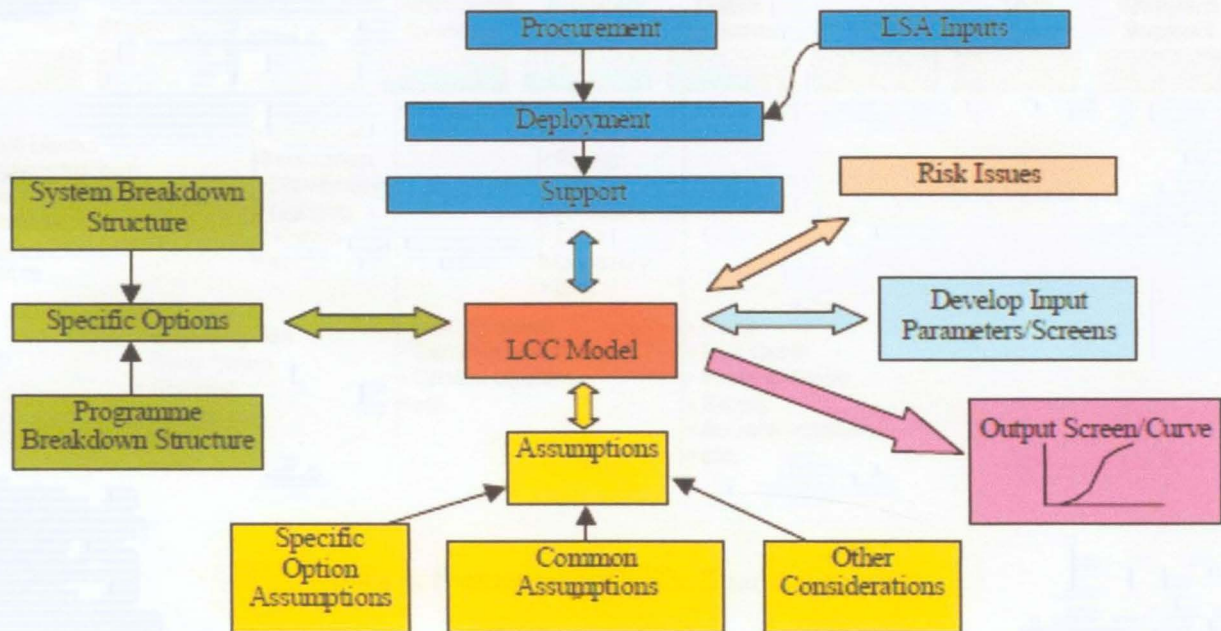 Procurement
LSA Inputs
Deployment
Support
Risk Issues
System Breakdown
Structure
Specific Options
Programme
Breakdown Structure
LCC Model
Develop Input
Parameters/Screens
Output Screen/Curve
Assumptions
Specific
Option
Assumptions
Common
Assumptions
Other
Considerations